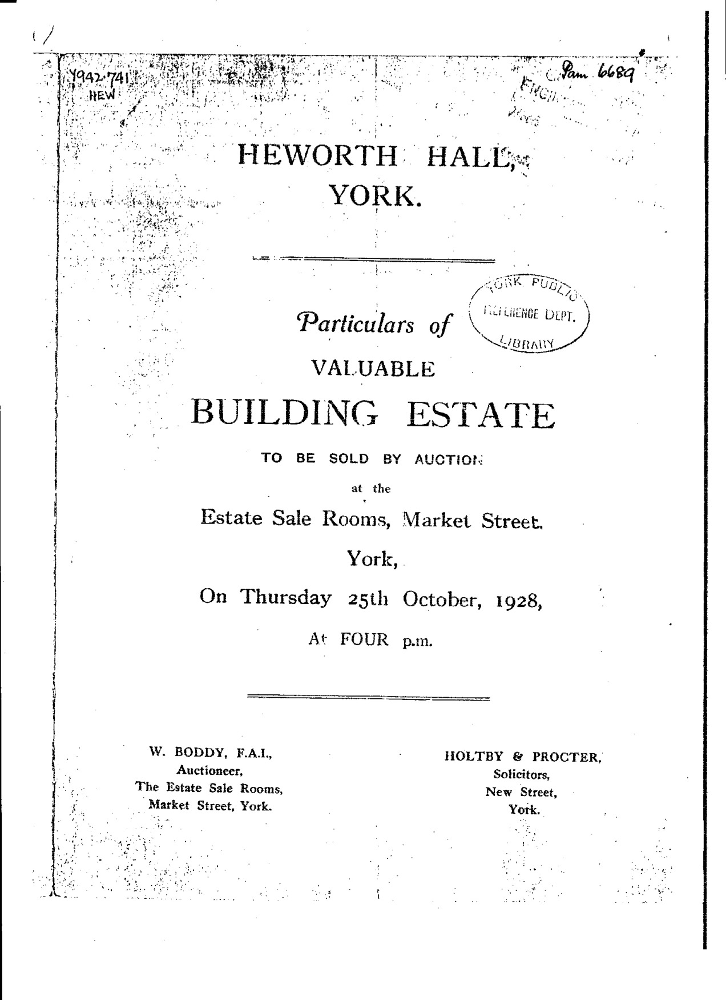 Y942.741
HEW
Pam 6689
HEWORTH HALL,
YORK.
YORK PUBLIC
REFERENCE DEPT.
LIBRARY
Particulars of
VALUABLE
BUILDING ESTATE
TO BE SOLD BY AUCTION
at the
Estate Sale Rooms, Market Street,
York,
On Thursday 25th October, 1928,
At FOUR p.m.
W. BODDY, F.A.I.,
Auctioneer,
The Estate Sale Rooms,
Market Street, York.
HOLTBY & PROCTER,
Solicitors,
New Street,
York.